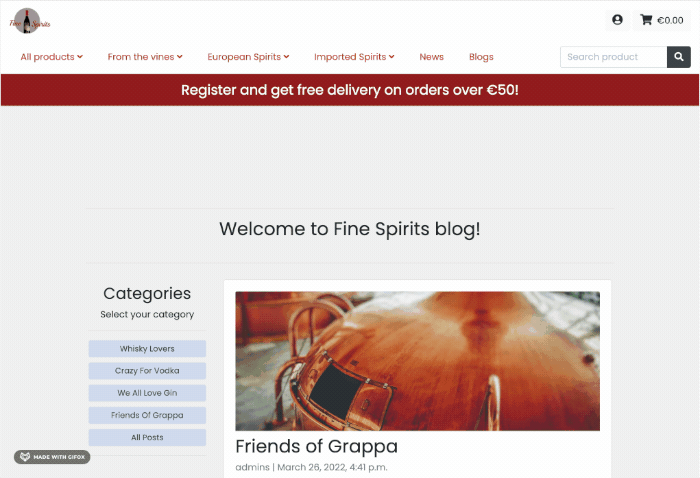 Fine Spirits
€0.00
All products
From the vines
European Spirits
Imported Spirits
News
Blogs
Search product
Register and get free delivery on orders over €50!
Welcome to Fine Spirits blog!
Categories
Select your category
Whisky Lovers
Crazy For Vodka
We All Love Gin
Friends Of Grappa
All Posts
Friends of Grappa
admins | March 26, 2022, 4:41 p.m.
MADE WITH GIFOX